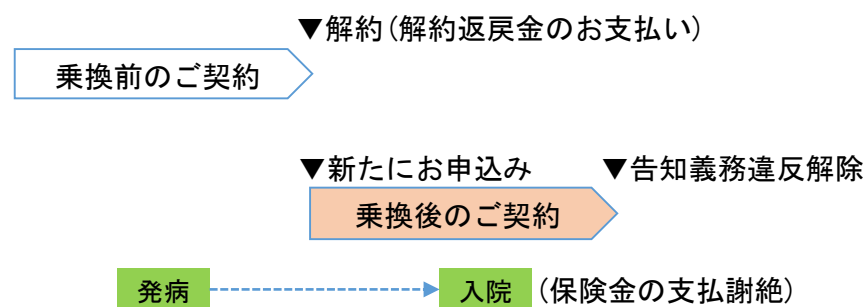 ▼解約(解約返戻金のお支払い)
乗換前のご契約
▼新たにお申込み ▼告知義務違反解除
乗換後のご契約
発病 入院 (保険金の支払謝絶)